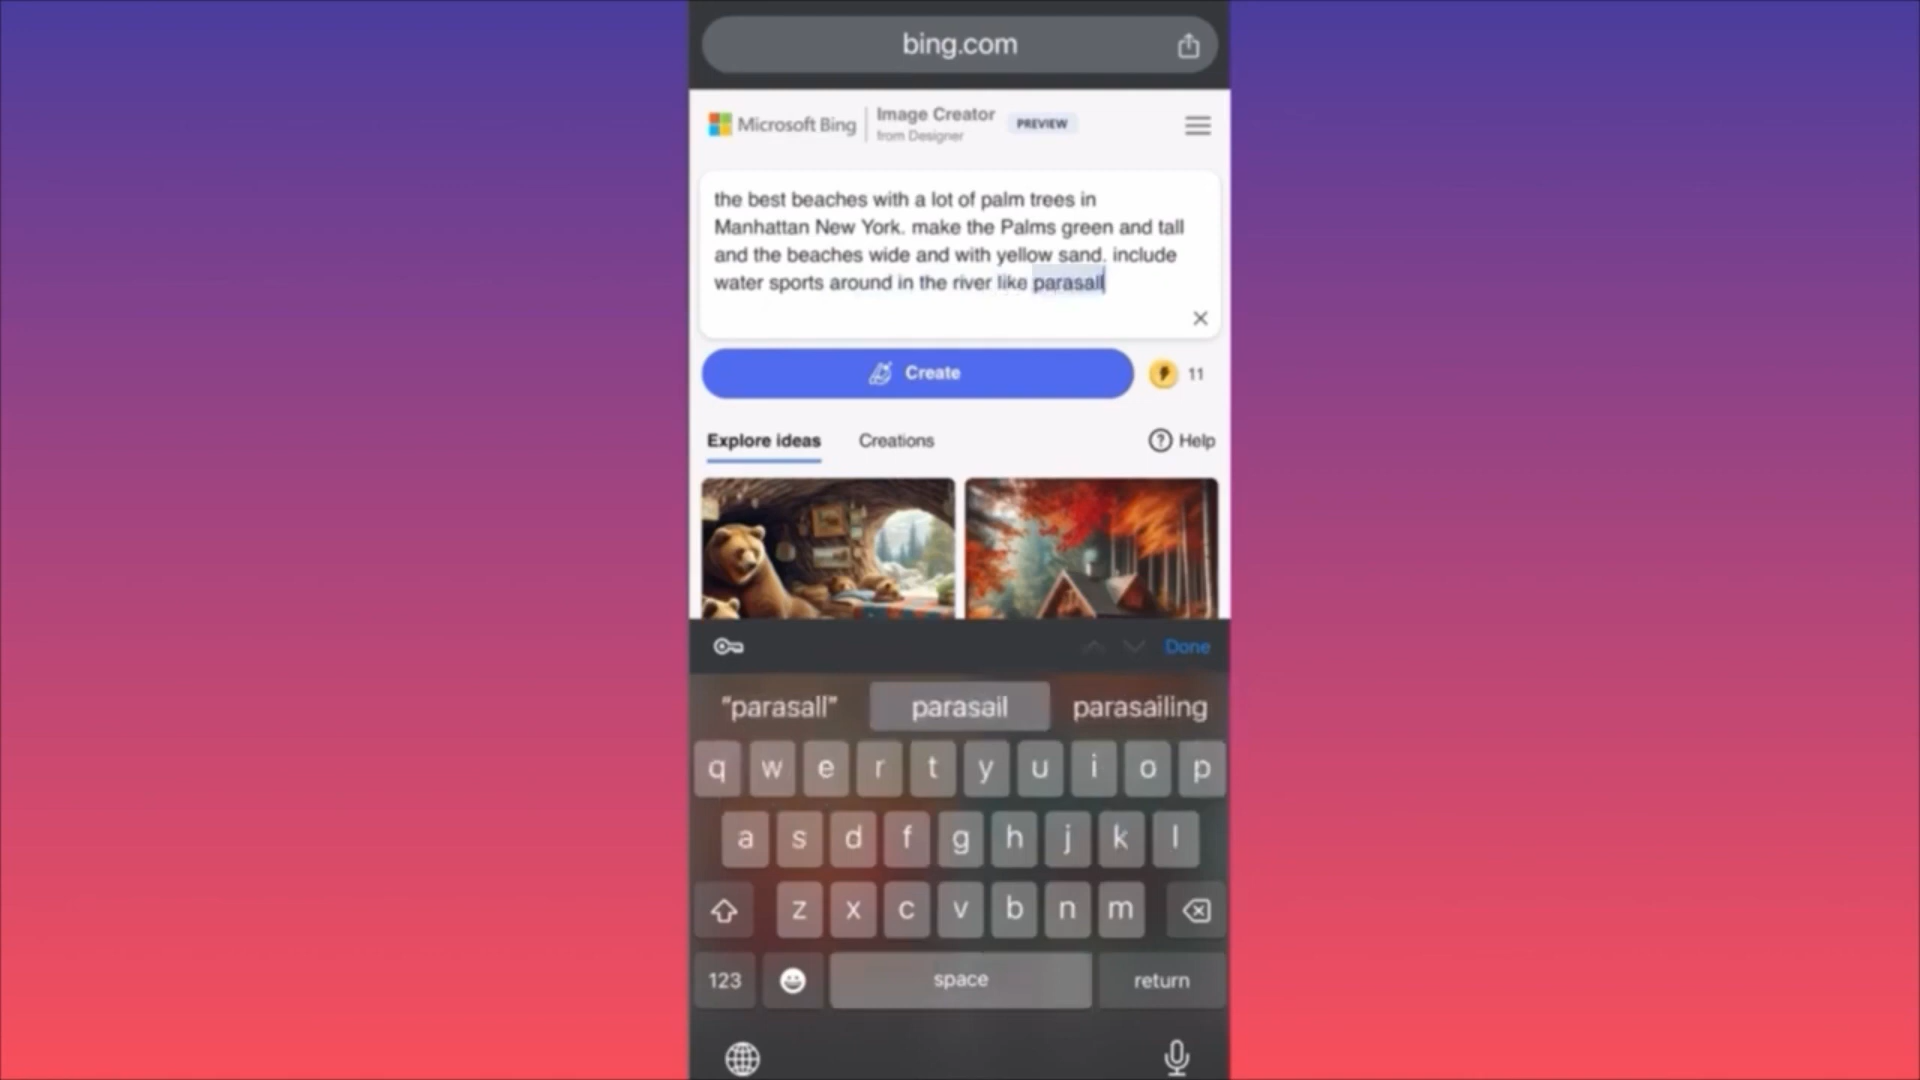 bing.com
Microsoft Bing
Image Creator
from Designer
PREVIEW
the best beaches with a lot of palm trees in
Manhattan New York. make the Palms green and tall
and the beaches wide and with yellow sand. include
water sports around in the river like parasall
Create
11
Explore ideas
Creations
Help
Done
“parasall”
parasail
parasailing
q w e r t y u i o p
a s d f g h j k l
z x c v b n m
123
space
return